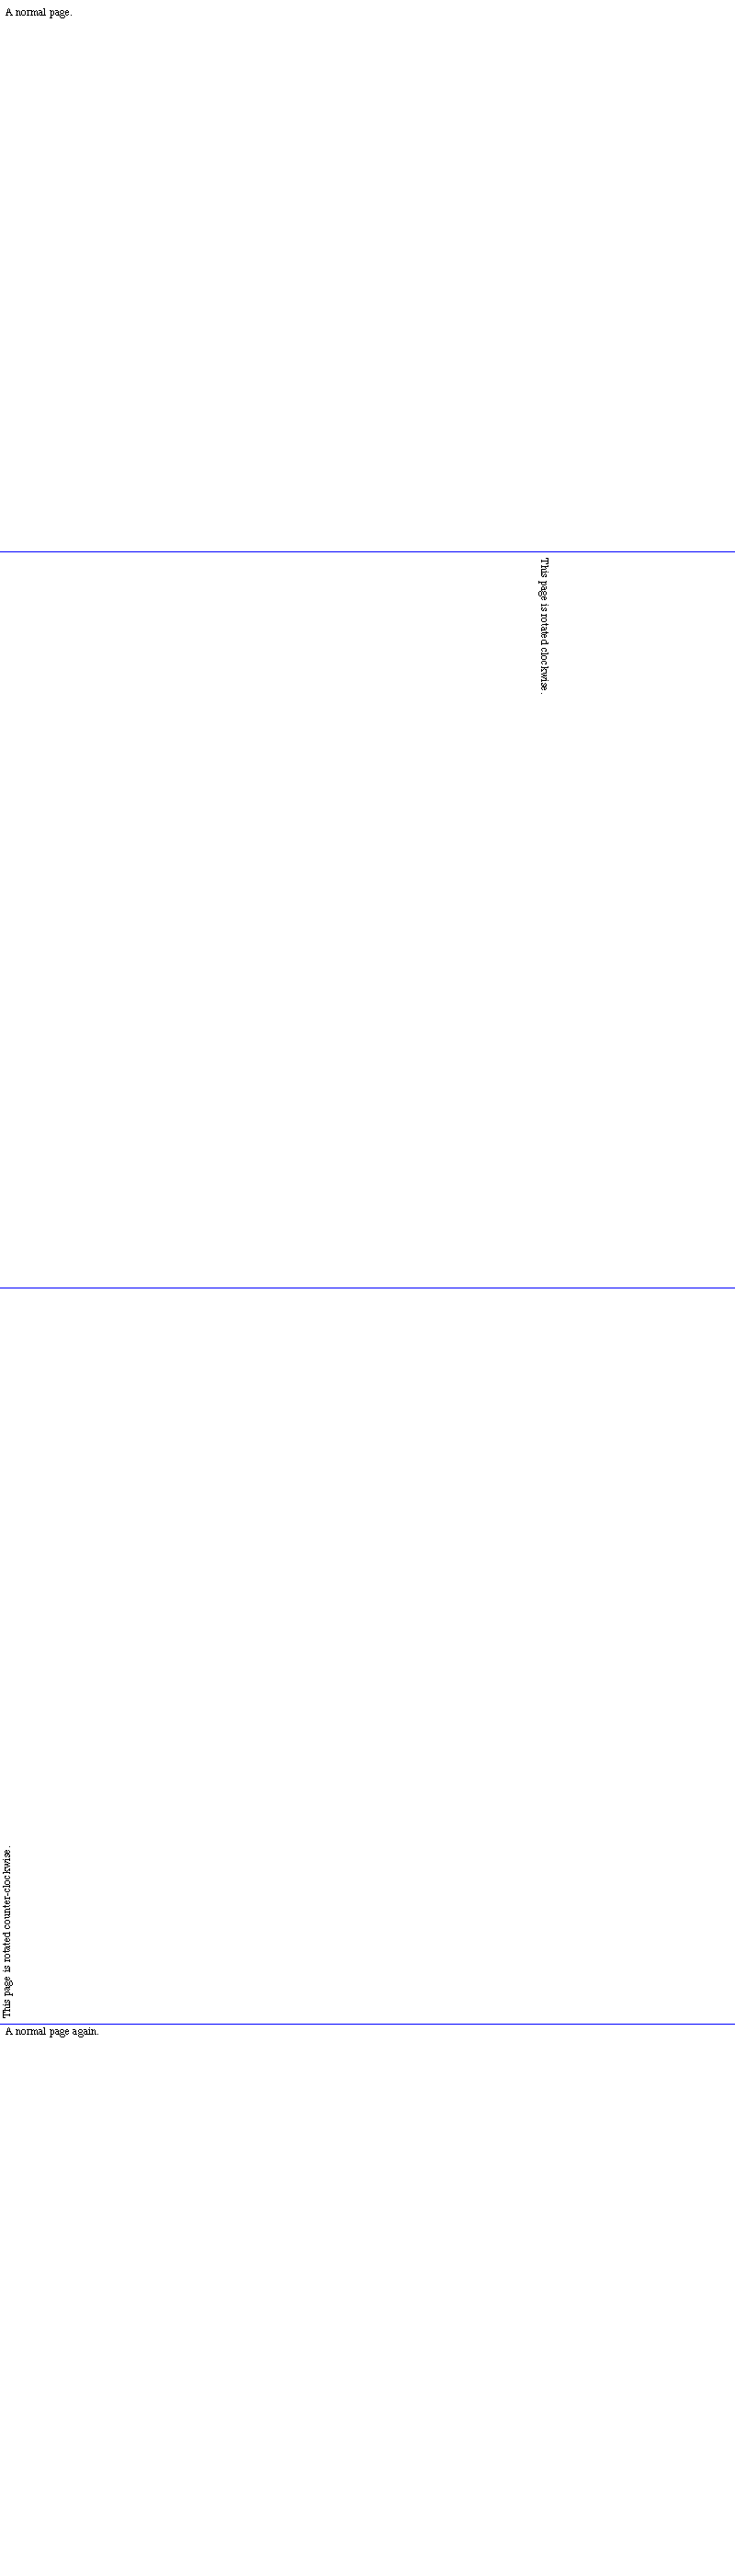 A normal page.
This page is rotated clockwise.
This page is rotated counter-clockwise.
A normal page again.